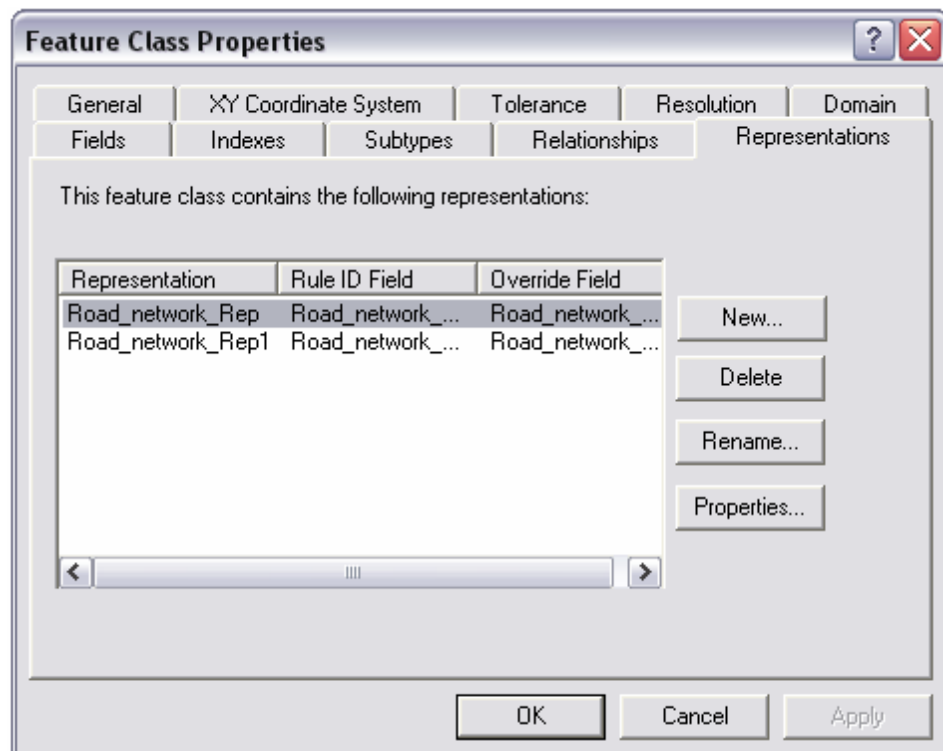 Feature Class Properties
General XY Coordinate System Tolerance Resolution Domain
Fields Indexes Subtypes Relationships Representations
This feature class contains the following representations:
Representation Rule ID Field Override Field
Road_network_Rep Road_network_... Road_network_...
Road_network_Rep1 Road_network_... Road_network_...
New...
Delete
Rename...
Properties...
OK Cancel Apply